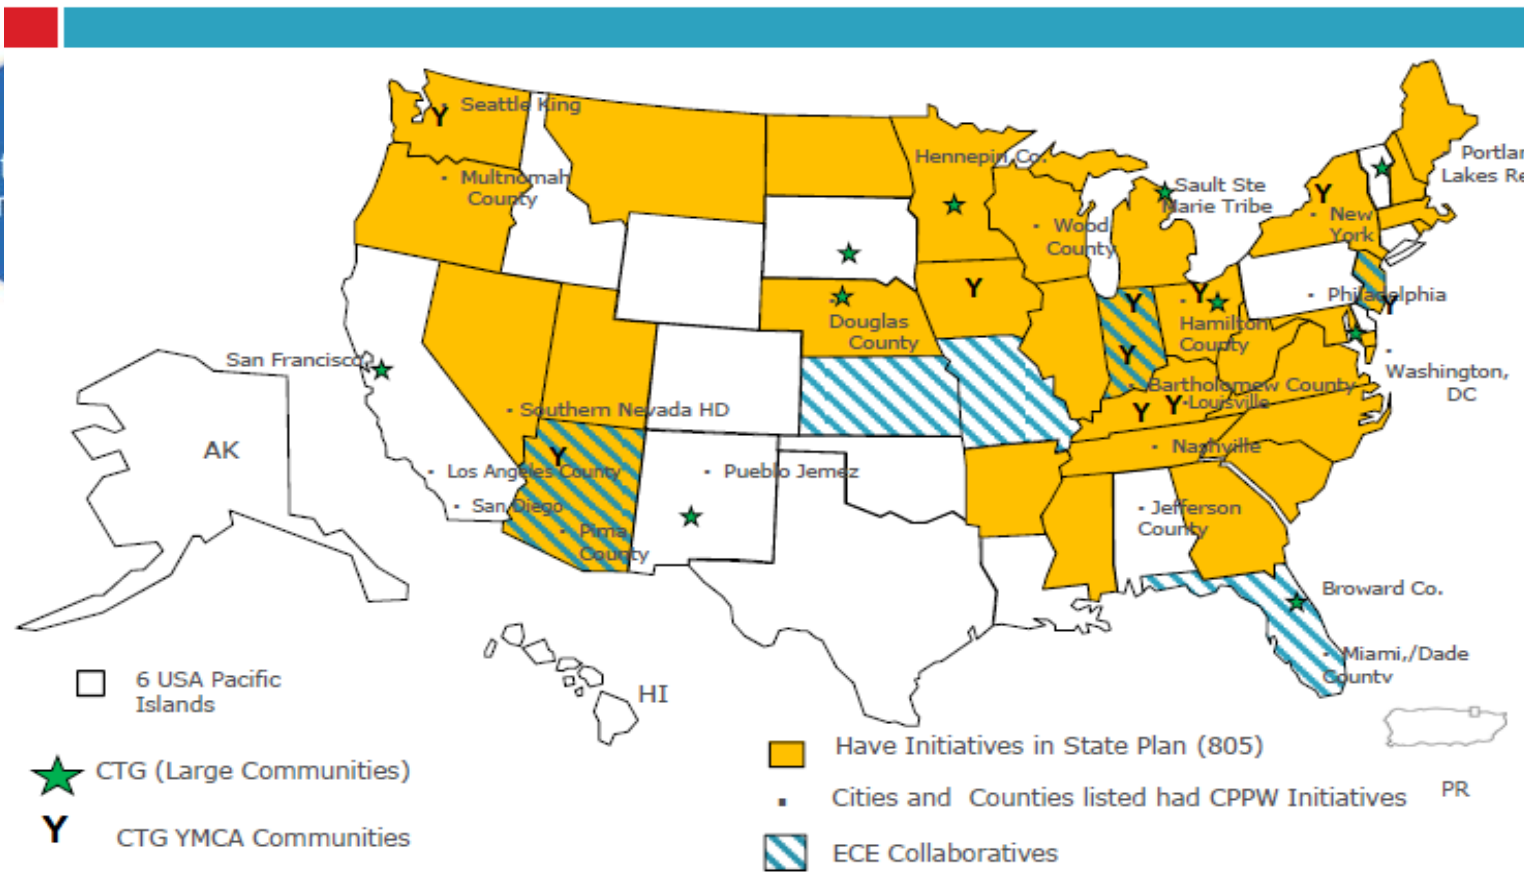 Seattle King
Hennepin Co.
Multnomah
County
Sault Ste
Marie Tribe
Lakes
Wood
County
New
York
Philadelphia
Douglas
County
Hamilton
County
San Francisco
Washington,
DC
Bartholomew County
Louisville
Southern Nevada HD
Nashville
AK
Los Angeles County
Pueblo Jemez
San Diego
Jefferson
County
Pima
County
Broward Co.
Miami,/Dade
County
6 USA Pacific
Islands
HI
Y
CTG (Large Communities)
CTG YMCA Communities
Have Initiatives in State Plan (805)
Cities and Counties listed had CPPW Initiatives
PR
ECE Collaboratives